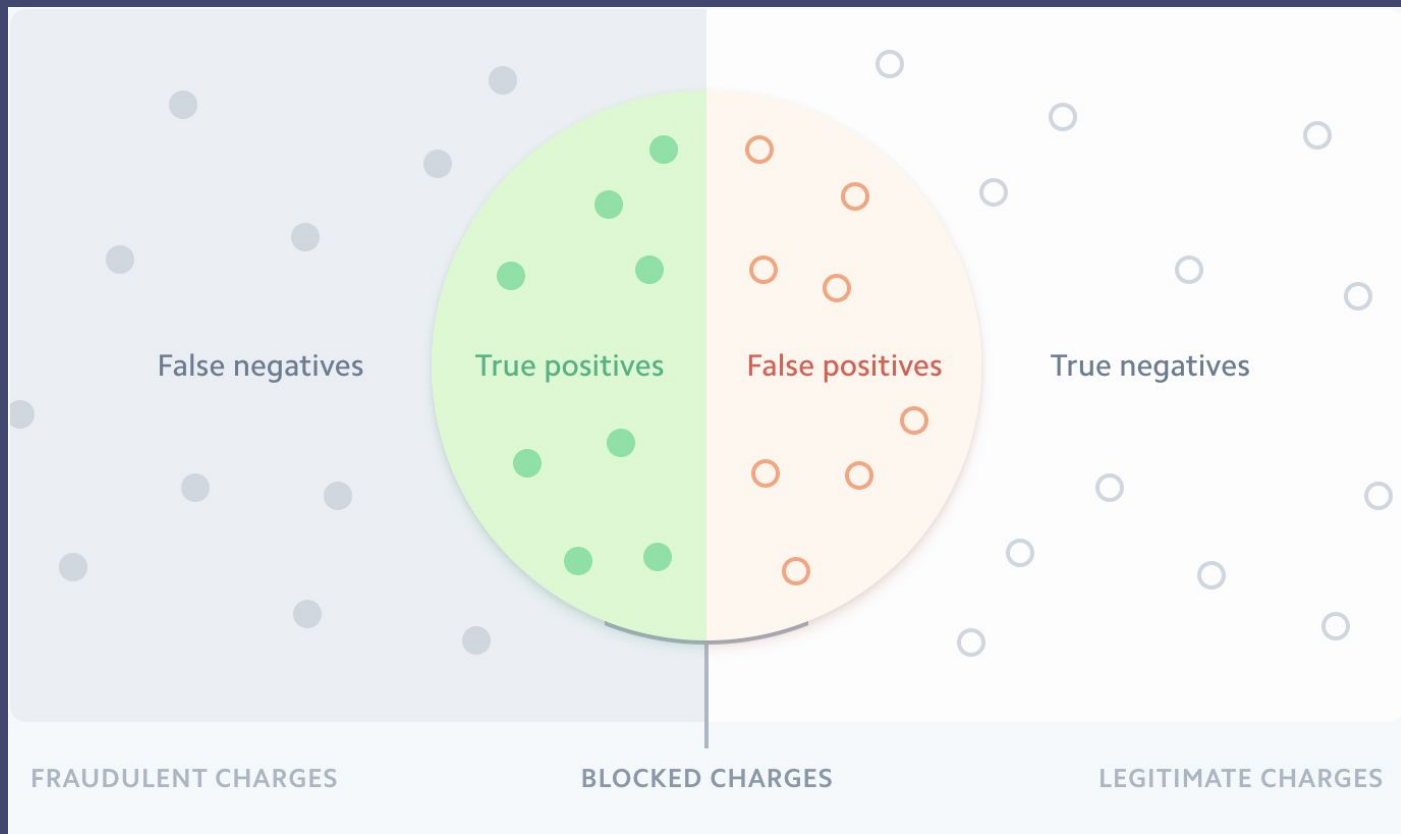 False negatives
True positives
False positives
True negatives
FRAUDULENT CHARGES
BLOCKED CHARGES
LEGITIMATE CHARGES